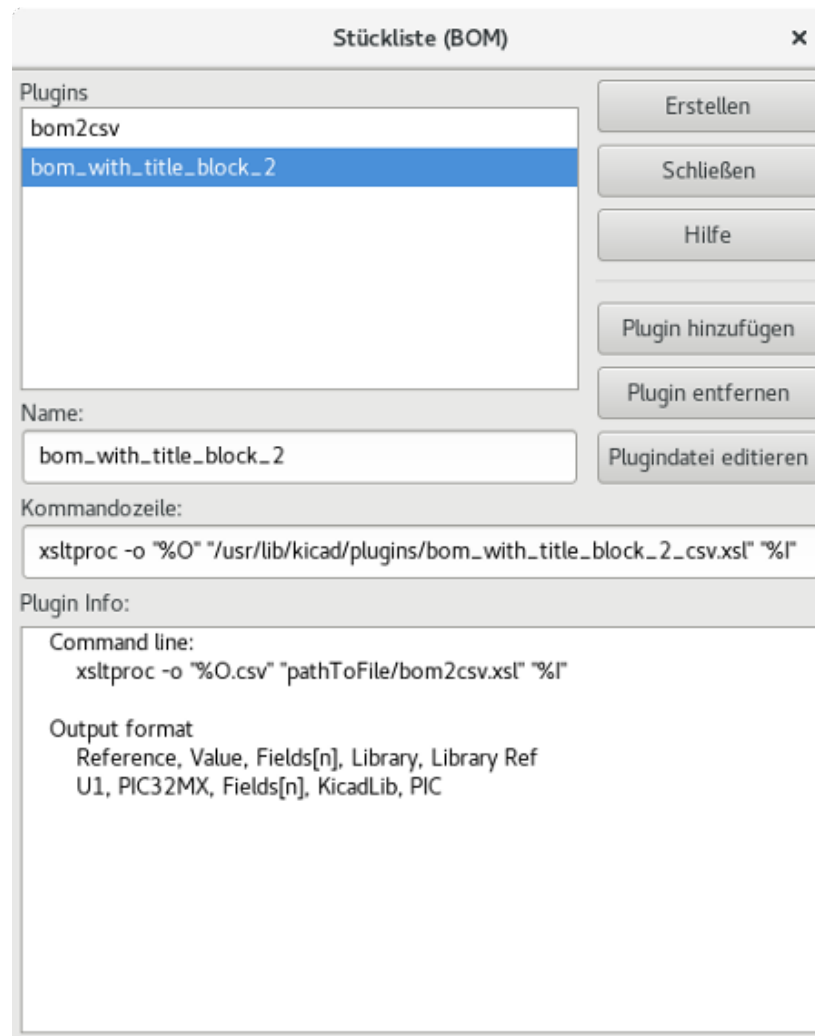 Stückliste (BOM)
×
Plugins
bom2csv
bom_with_title_block_2
Erstellen
Schließen
Hilfe
Plugin hinzufügen
Plugin entfernen
Plugindatei editieren
Name:
bom_with_title_block_2
Kommandozeile:
xsltproc -o "%O" "/usr/lib/kicad/plugins/bom_with_title_block_2_csv.xsl" "%I"
Plugin Info:
Command line:
xsltproc -o "%O.csv" "pathToFile/bom2csv.xsl" "%I"
Output format
Reference, Value, Fields[n], Library, Library Ref
U1, PIC32MX, Fields[n], KicadLib, PIC